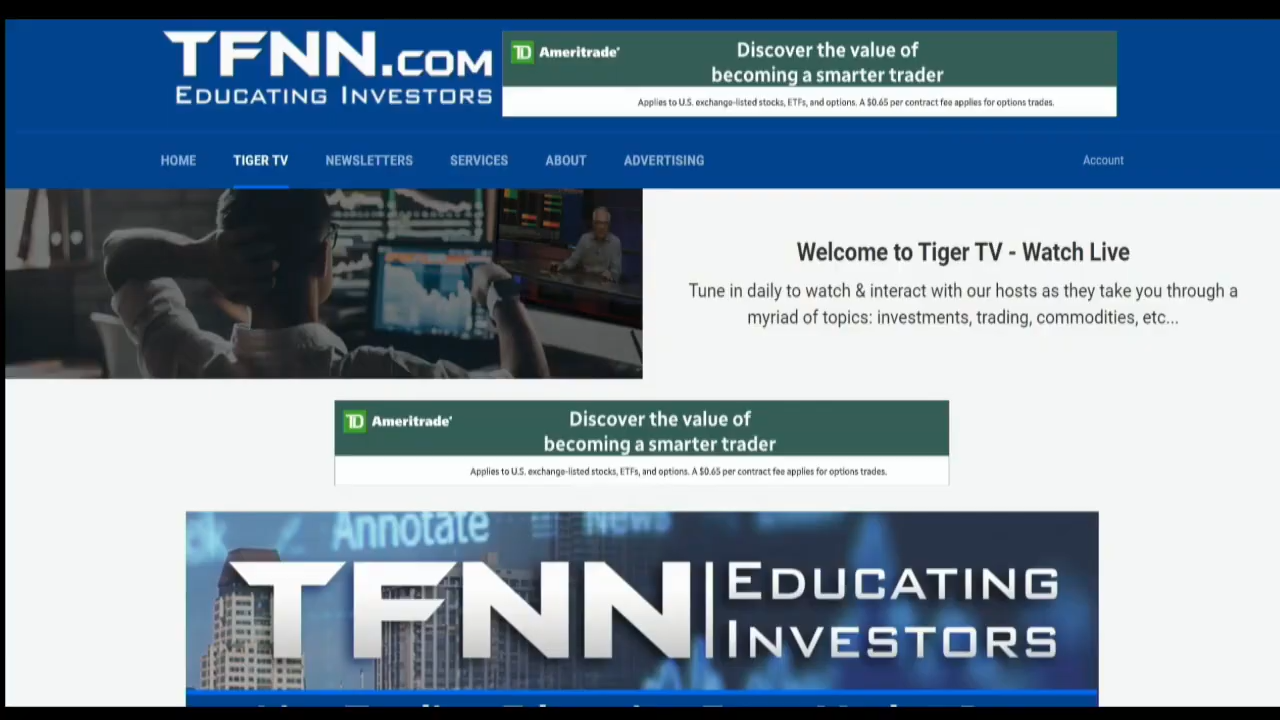 TFNN.COM
EDUCATING INVESTORS
TD Ameritrade
Discover the value of
becoming a smarter trader
Applies to U.S. exchange-listed stocks, ETFs, and options. A $0.65 per contract fee applies for options trades.
HOME TIGER TV NEWSLETTERS SERVICES ABOUT ADVERTISING Account
Welcome to Tiger TV - Watch Live
Tune in daily to watch & interact with our hosts as they take you through a
myriad of topics: investments, trading, commodities, etc...
TD Ameritrade
Discover the value of
becoming a smarter trader
Applies to U.S. exchange-listed stocks, ETFs, and options. A $0.65 per contract fee applies for options trades.
Annotate News
TFNN EDUCATING
INVESTORS